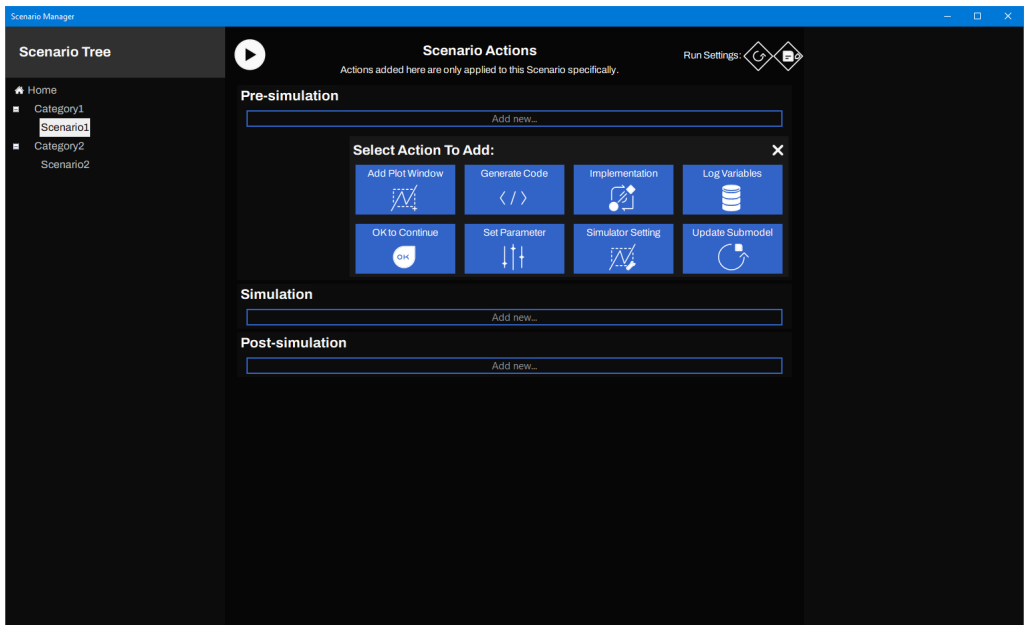 Scenario Manager
Scenario Tree
Home
Category1
Scenario1
Category2
Scenario2
Scenario Actions
Actions added here are only applied to this Scenario specifically.
Run Settings:
Pre-simulation
Add new...
Select Action To Add:
Add Plot Window
Generate Code
Implementation
Log Variables
OK to Continue
OK
Set Parameter
Simulator Setting
Update Submodel
Simulation
Add new...
Post-simulation
Add new...